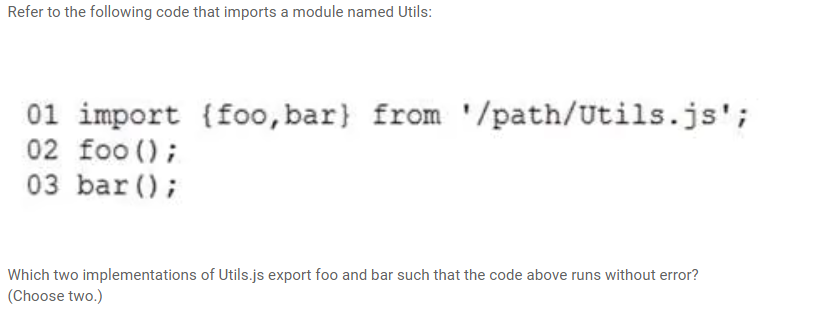 Refer to the following code that imports a module named Utils:
01 import {foo,bar} from '/path/Utils.js';
02 foo();
03 bar();
Which two implementations of Utils.js export foo and bar such that the code above runs without error?
(Choose two.)